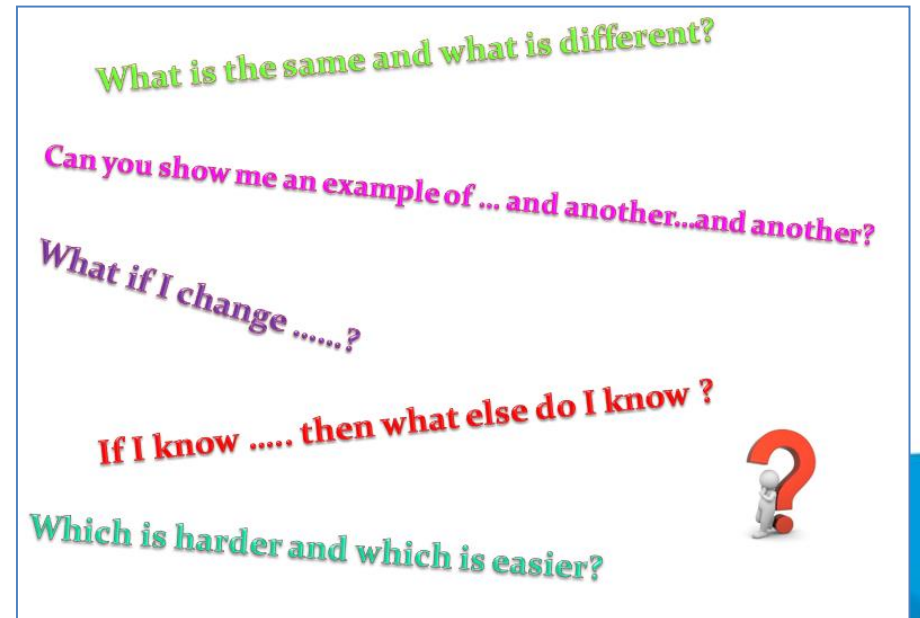 What is the same and what is different?
Can you show me an example of ... and another...and another?
What if I change ......?
If I know ..... then what else do I know ?
Which is harder and which is easier?